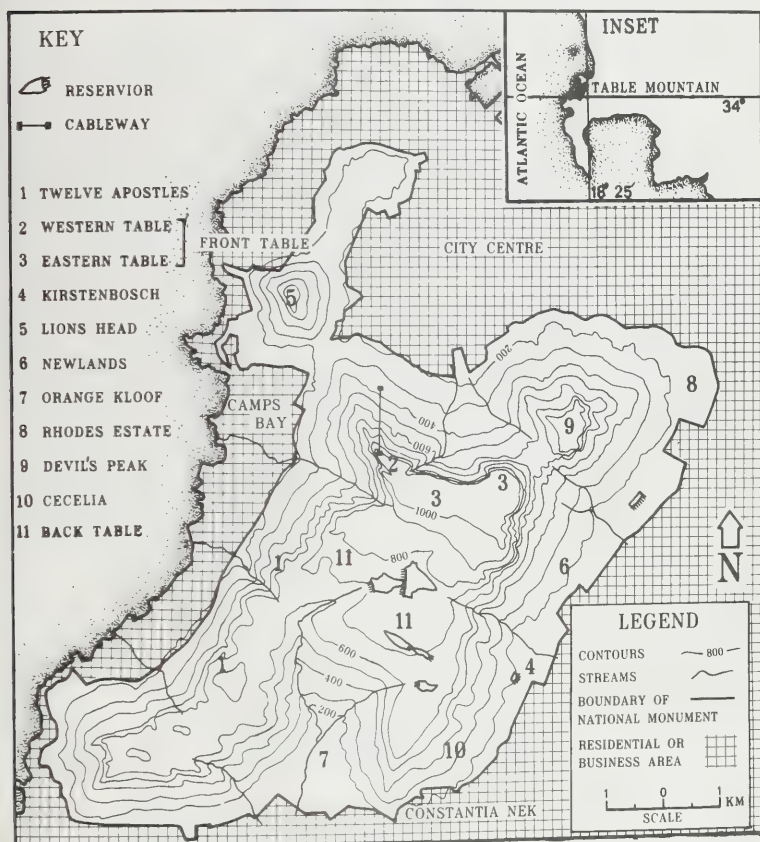 KEY
RESERVIOR
CABLEWAY
1 TWELVE APOSTLES
2 WESTERN TABLE
3 EASTERN TABLE
FRONT TABLE
4 KIRSTENBOSCH
5 LIONS HEAD
6 NEWLANDS
7 ORANGE KLOOF
8 RHODES ESTATE
9 DEVIL'S PEAK
10 CECELIA
11 BACK TABLE
INSET
ATLANTIC OCEAN
TABLE MOUNTAIN
34°
18° 25
CITY CENTRE
5
CAMPS
BAY
200
400
600
8
9
2
3
3
1000
1
11
800
6
11
600
400
200
1
4
10
7
CONSTANTIA NEK
N
LEGEND
CONTOURS 800
STREAMS
BOUNDARY OF
NATIONAL MONUMENT
RESIDENTIAL OR
BUSINESS AREA
1 0 1 KM
SCALE